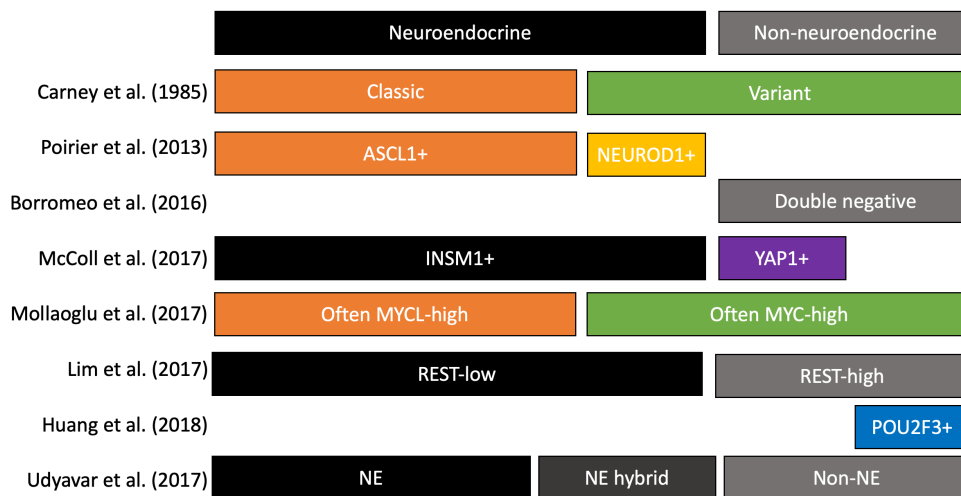 Neuroendocrine Non-neuroendocrine
Carney et al. (1985) Classic Variant
Poirier et al. (2013) ASCL1+ NEUROD1+
Borromeo et al. (2016) Double negative
McColl et al. (2017) INSM1+ YAP1+
Mollaoglu et al. (2017) Often MYCL-high Often MYC-high
Lim et al. (2017) REST-low REST-high
Huang et al. (2018) POU2F3+
Udyavar et al. (2017) NE NE hybrid Non-NE